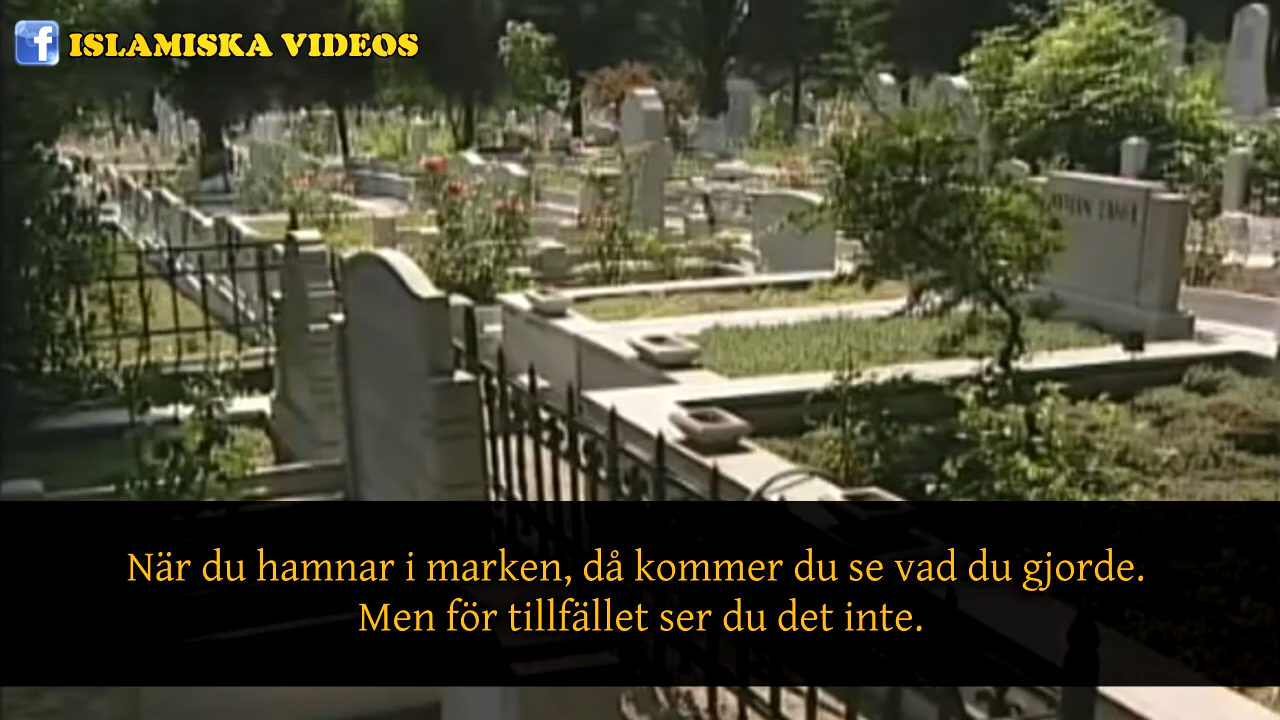 ISLAMISKA VIDEOS
När du hamnar i marken, då kommer du se vad du gjorde.
Men för tillfället ser du det inte.